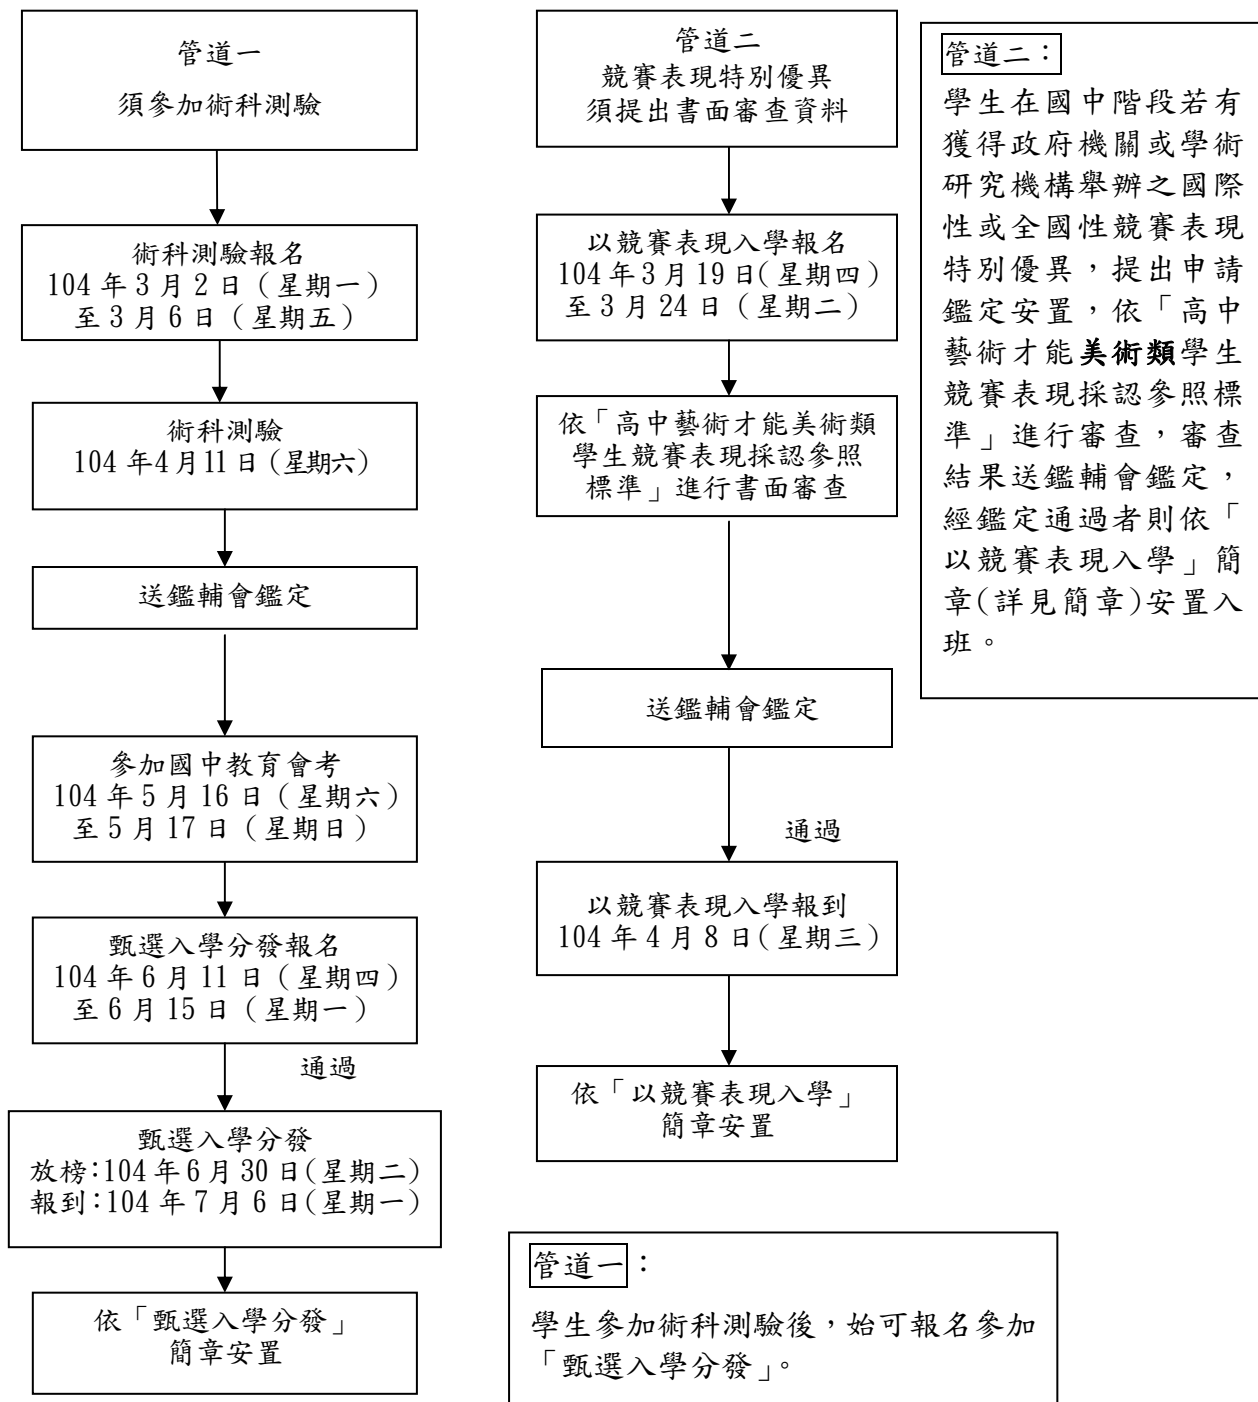 管道一
須參加術科測驗
術科測驗報名
104 年 3 月 2 日（星期一）
至 3 月 6 日（星期五）
術科測驗
104 年4 月11 日（星期六）
送鑑輔會鑑定
參加國中教育會考
104 年 5 月 16 日（星期六）
至 5 月 17 日（星期日）
甄選入學分發報名
104 年 6 月 11 日（星期四）
至 6 月 15 日（星期一）
通過
甄選入學分發
放榜：104 年 6 月 30 日(星期二)
報到：104 年 7 月 6 日(星期一)
依「甄選入學分發」
簡章安置
管道二
競賽表現特別優異
須提出書面審查資料
以競賽表現入學報名
104 年 3 月 19 日(星期四)
至 3 月 24 日（星期二）
依「高中藝術才能美術類
學生競賽表現採認參照
標準」進行書面審查
送鑑輔會鑑定
通過
以競賽表現入學報到
104 年 4 月 8 日(星期三)
依「以競賽表現入學」
簡章安置
管道二：
學生在國中階段若有
獲得政府機關或學術
研究機構舉辦之國際
性或全國性競賽表現
特別優異，提出申請
鑑定安置，依「高中
藝術才能美術類學生
競賽表現採認參照標
準」進行審查，審查
結果送鑑輔會鑑定，
經鑑定通過者則依「
以競賽表現入學」簡
章(詳見簡章)安置入
班。
管道一：
學生參加術科測驗後，始可報名參加
「甄選入學分發」。